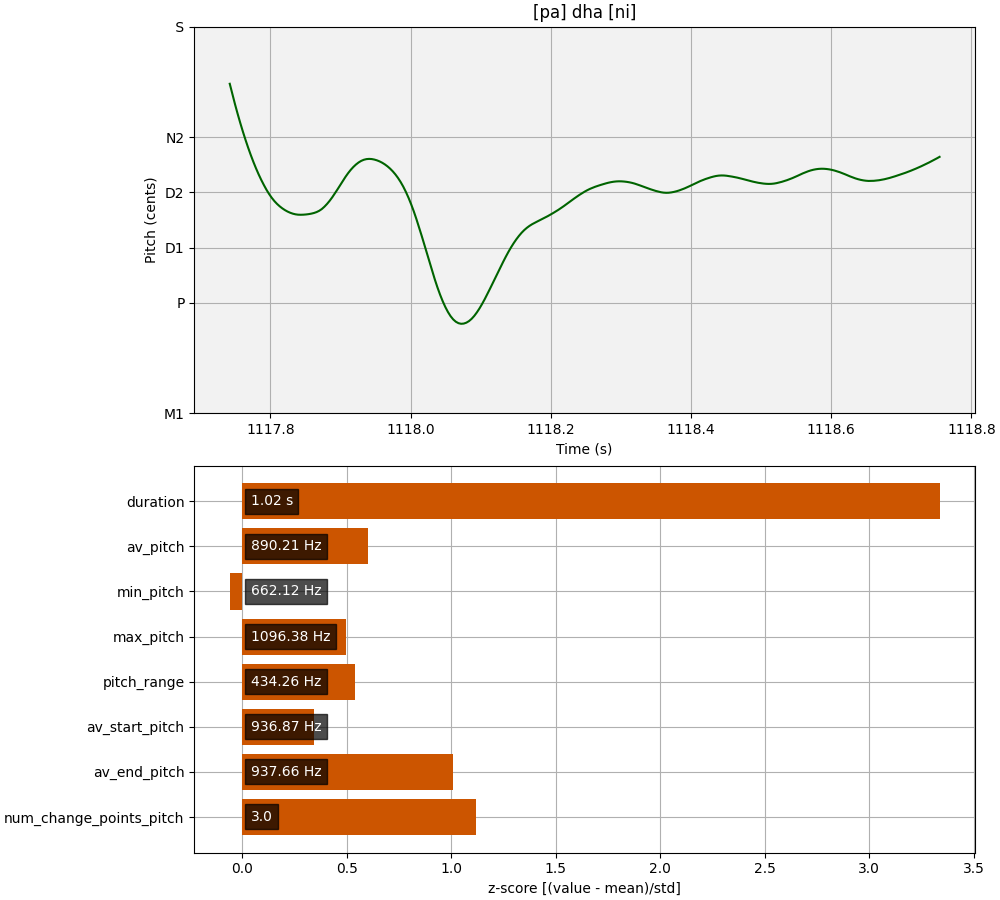 [pa] dha [ni]
S
N2
D2
D1
P
M1
Pitch (cents)
1117.8 1118.0 1118.2 1118.4 1118.6 1118.8
Time (s)
duration 1.02 s
av_pitch 890.21 Hz
min_pitch 662.12 Hz
max_pitch 1096.38 Hz
pitch_range 434.26 Hz
av_start_pitch 936.87 Hz
av_end_pitch 937.66 Hz
num_change_points_pitch 3.0
0.0 0.5 1.0 1.5 2.0 2.5 3.0 3.5
z-score [(value - mean)/std]